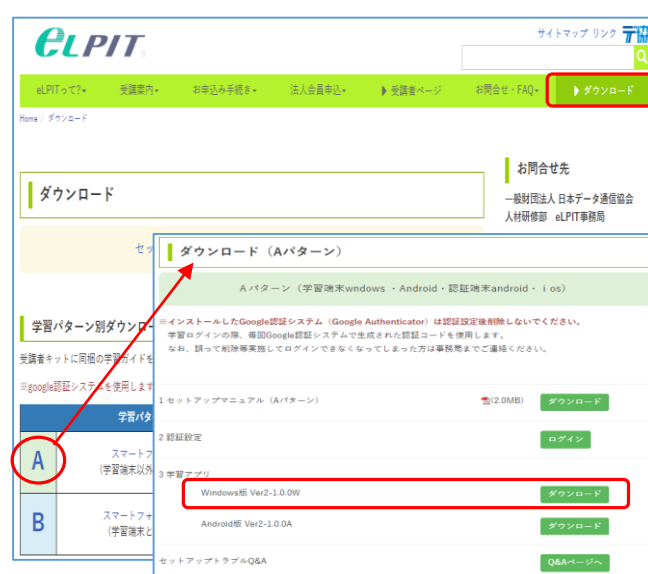 eLPIT
サイトマップ リンク
eLPITって?▾ 受講案内▾ お申込み手続き▾ 法人会員申込▾ ▶ 受講者ページ お問合せ・FAQ▾ ▶ ダウンロード
Home / ダウンロード
ダウンロード
お問合せ先
一般財団法人 日本データ通信協会
人材研修部 eLPIT事務局
セッ
学習パターン別ダウンロー
受講者キットに同梱の学習ガイドを
※google認証システムを使用します
学習パタ
A
スマートフ
(学習端末以外
B
スマートフォ
(学習端末と
ダウンロード(Aパターン)
Aパターン(学習端末wndows ・Android・認証端末android・ios)
※インストールしたGoogle認証システム(Google Authenticator)は認証設定後削除しないでください。
学習ログインの際、毎回Google認証システムで生成された認証コードを使用します。
なお、誤って削除等実施してログインできなくなってしまった方は事務局までご連絡ください。
1 セットアップマニュアル(Aパターン) (2.0MB) ダウンロード
2 認証設定 ログイン
3 学習アプリ
Windows版 Ver2-1.0.0W ダウンロード
Android版 Ver2-1.0.0A ダウンロード
セットアップトラブルQ&A Q&Aページへ